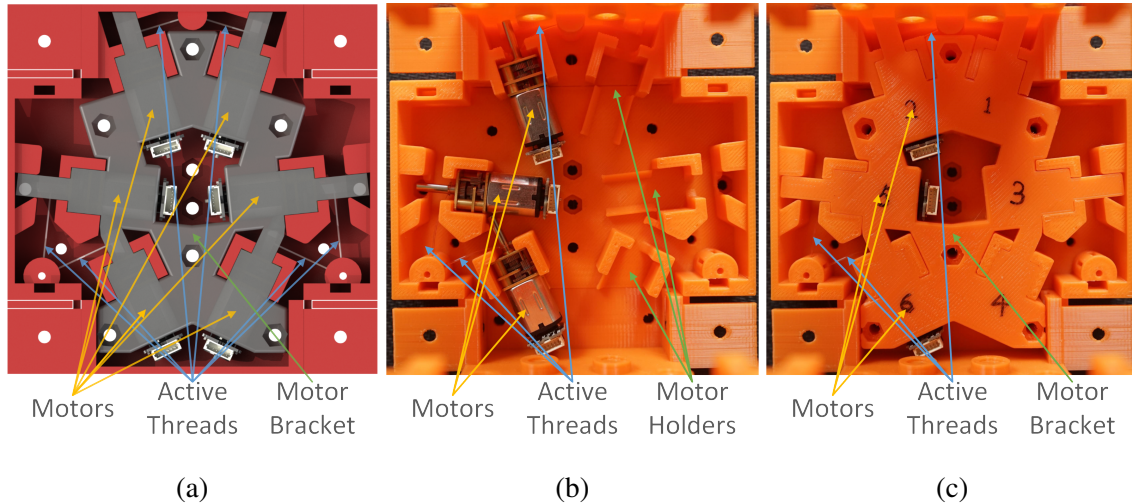 2 1
5 3
6 4
Motors Active Threads Motor Bracket
Motors Active Threads Motor Holders
Motors Active Threads Motor Bracket
(a) (b) (c)